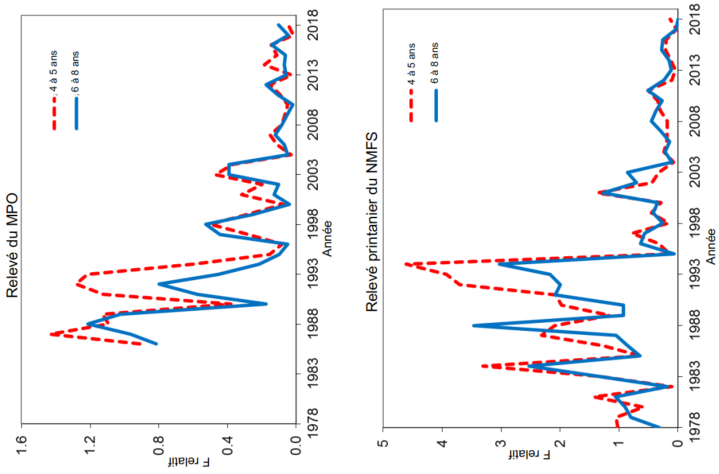 Relevé du MPO
1.6
1.2
0.8
0.4
0.0
F relatif
4 à 5 ans
6 à 8 ans
1978
1983
1988
1993
1998
2003
2008
2013
2018
Année
Relevé printanier du NMFS
5
4
3
2
1
0
F relatif
4 à 5 ans
6 à 8 ans
1978
1983
1988
1993
1998
2003
2008
2013
2018
Année